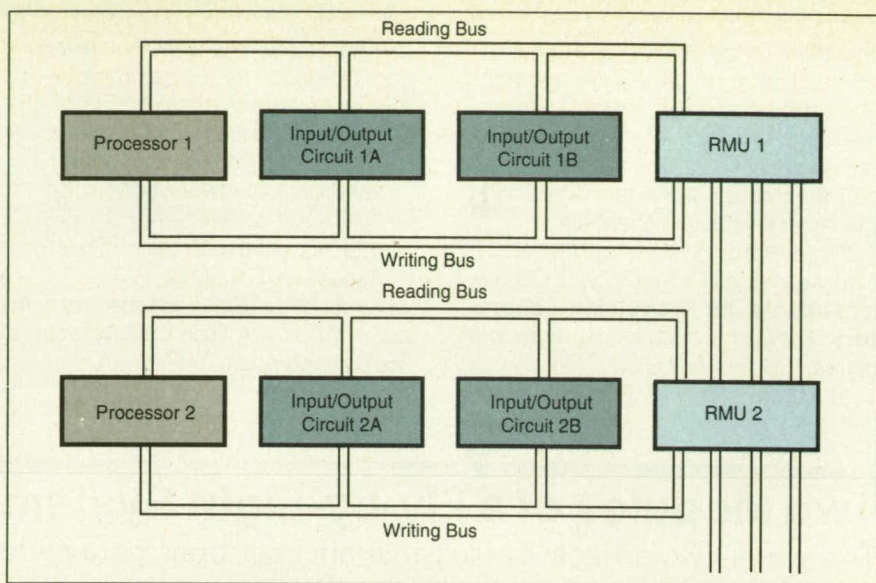 Reading Bus
Processor 1
Input/Output
Circuit 1A
Input/Output
Circuit 1B
RMU 1
Writing Bus
Reading Bus
Processor 2
Input/Output
Circuit 2A
Input/Output
Circuit 2B
RMU 2
Writing Bus